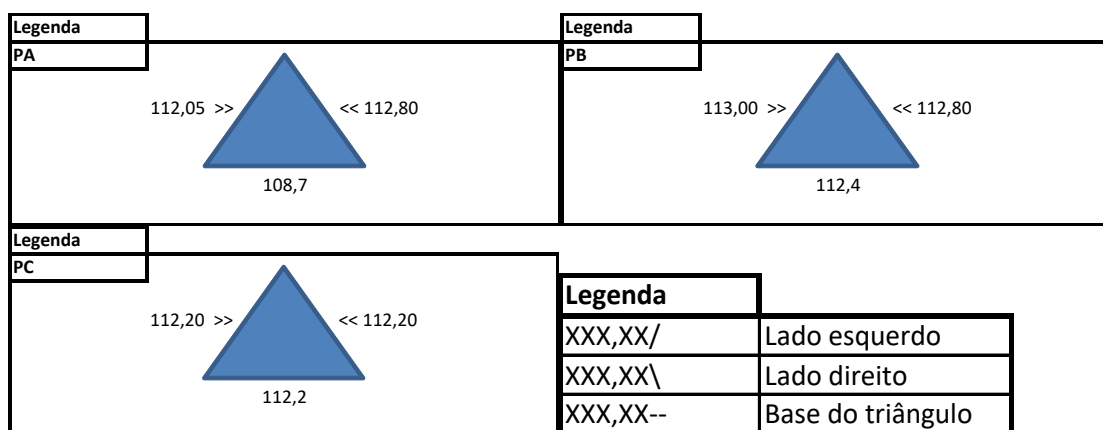 Legenda
PA
112,05 >>
<< 112,80
108,7
Legenda
PB
113,00 >>
<< 112,80
112,4
Legenda
PC
112,20 >>
<< 112,20
112,2
Legenda
XXX,XX/ Lado esquerdo
XXX,XX\ Lado direito
XXX,XX-- Base do triângulo